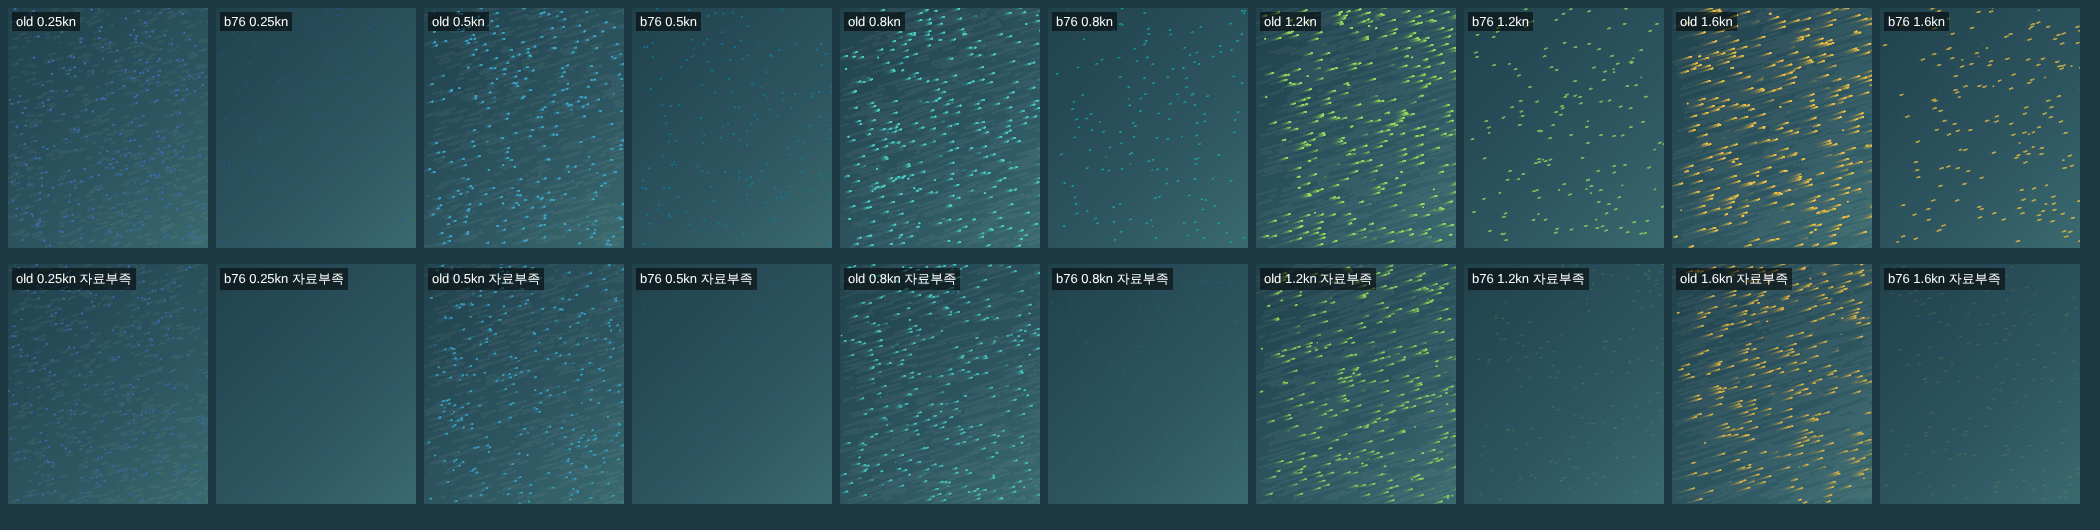 old 0.25kn
b76 0.25kn
old 0.5kn
b76 0.5kn
old 0.8kn
b76 0.8kn
old 1.2kn
b76 1.2kn
old 1.6kn
b76 1.6kn
old 0.25kn 자료부족
b76 0.25kn 자료부족
old 0.5kn 자료부족
b76 0.5kn 자료부족
old 0.8kn 자료부족
b76 0.8kn 자료부족
old 1.2kn 자료부족
b76 1.2kn 자료부족
old 1.6kn 자료부족
b76 1.6kn 자료부족